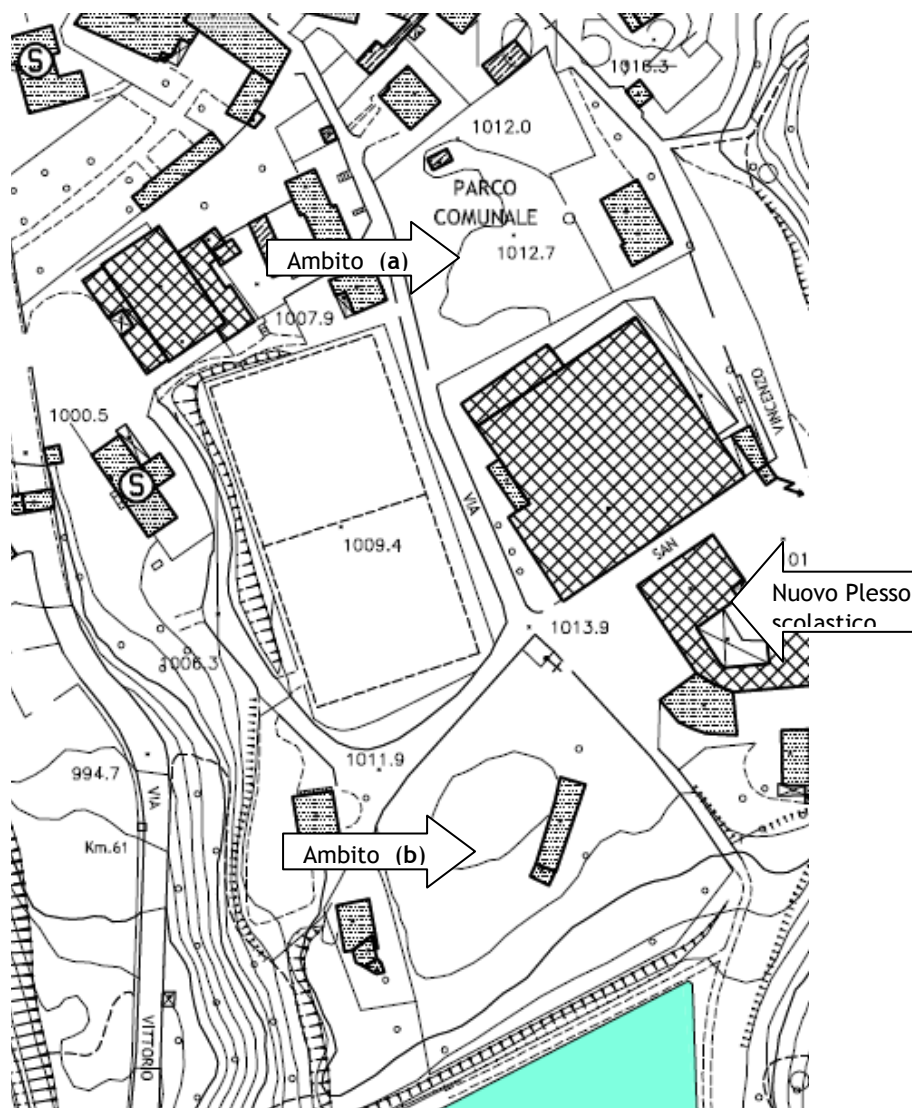 S
1016.3
1012.0
PARCO
COMUNALE
1012.7
Ambito (a)
1007.9
VINCENZO
1000.5
S
VIA
1009.4
SAN
Nuovo Plesso
scolastico
1013.9
1006.3
1011.9
994.7
VIA
Km.61
Ambito (b)
VITTORIO